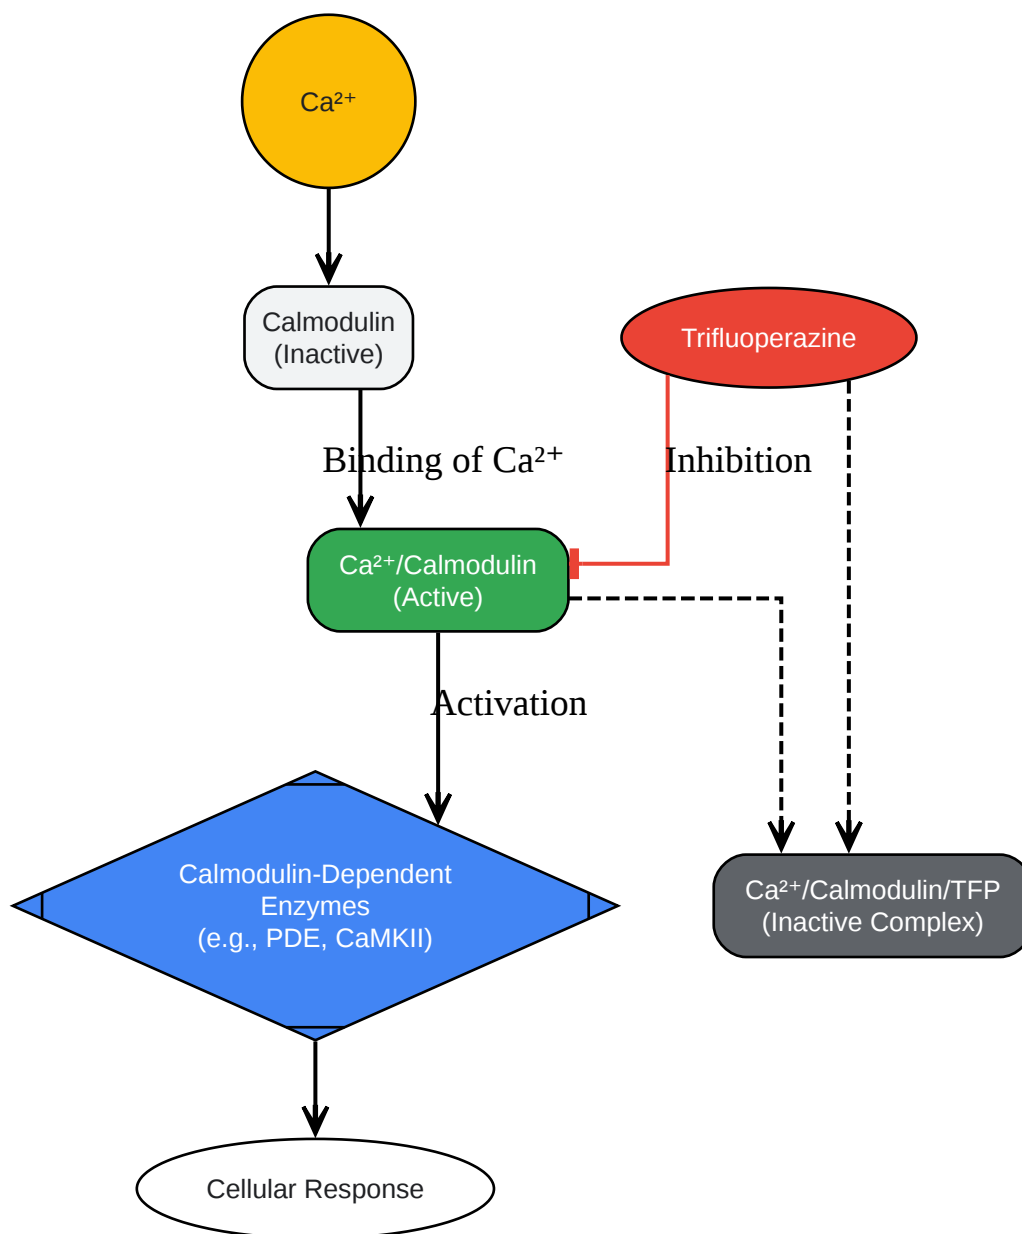 Ca²⁺
Calmodulin
(Inactive)
Trifluoperazine
Binding of Ca²⁺
Inhibition
Ca²⁺/Calmodulin
(Active)
Activation
Calmodulin-Dependent
Enzymes
(e.g., PDE, CaMKII)
Ca²⁺/Calmodulin/TFP
(Inactive Complex)
Cellular Response